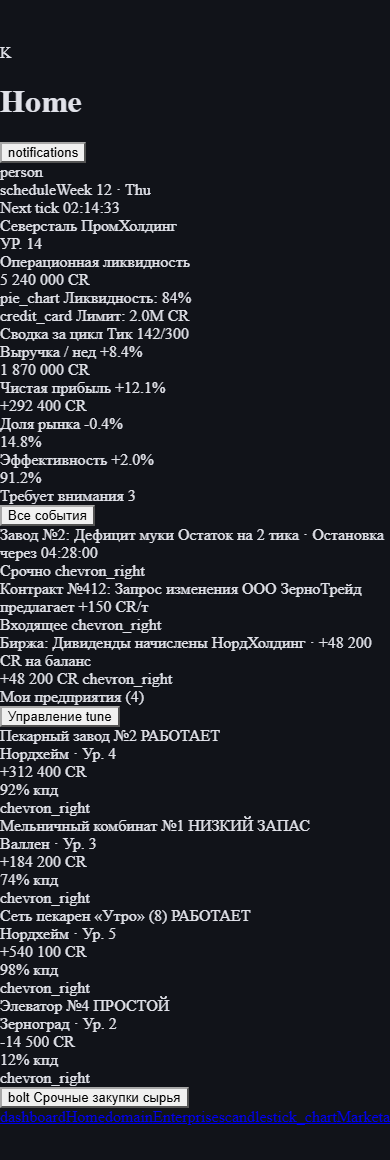 K
Home
notifications
person
scheduleWeek 12 · Thu
Next tick 02:14:33
Северсталь ПромХолдинг
УР. 14
Операционная ликвидность
5 240 000 CR
pie_chart Ликвидность: 84%
credit_card Лимит: 2.0M CR
Сводка за цикл Тик 142/300
Выручка / нед +8.4%
1 870 000 CR
Чистая прибыль +12.1%
+292 400 CR
Доля рынка -0.4%
14.8%
Эффективность +2.0%
91.2%
Требует внимания 3
Все события
Завод №2: Дефицит муки Остаток на 2 тика · Остановка
через 04:28:00
Срочно chevron_right
Контракт №412: Запрос изменения ООО ЗерноТрейд
предлагает +150 CR/т
Входящее chevron_right
Биржа: Дивиденды начислены НордХолдинг · +48 200
CR на баланс
+48 200 CR chevron_right
Мои предприятия (4)
Управление tune
Пекарный завод №2 РАБОТАЕТ
Нордхейм · Ур. 4
+312 400 CR
92% кпд
chevron_right
Мельничный комбинат №1 НИЗКИЙ ЗАПАС
Валлен · Ур. 3
+184 200 CR
74% кпд
chevron_right
Сеть пекарен «Утро» (8) РАБОТАЕТ
Нордхейм · Ур. 5
+540 100 CR
98% кпд
chevron_right
Элеватор №4 ПРОСТОЙ
Зерноград · Ур. 2
-14 500 CR
12% кпд
chevron_right
bolt Срочные закупки сырья
dashboardHomedomainEnterprisescandlestick_chartMarkets